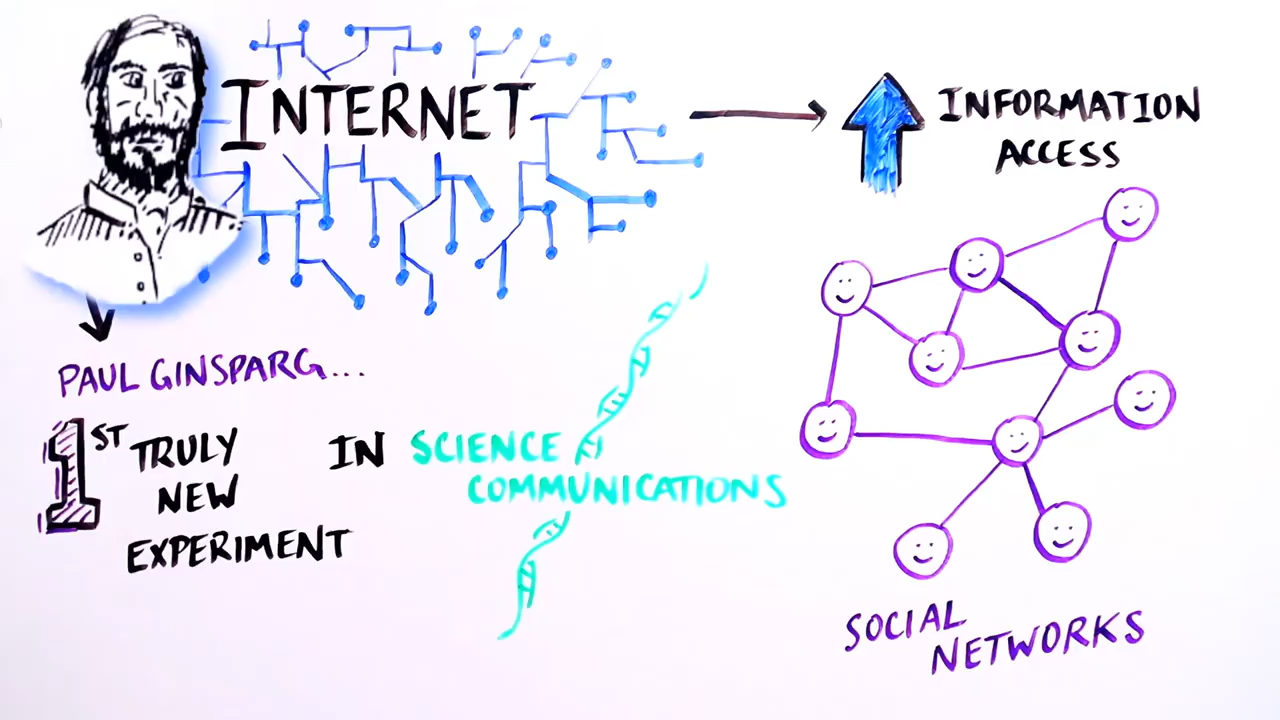 INTERNET
INFORMATION
ACCESS
PAUL GINSPARG...
1ST TRULY
NEW
EXPERIMENT
IN SCIENCE
COMMUNICATIONS
SOCIAL
NETWORKS